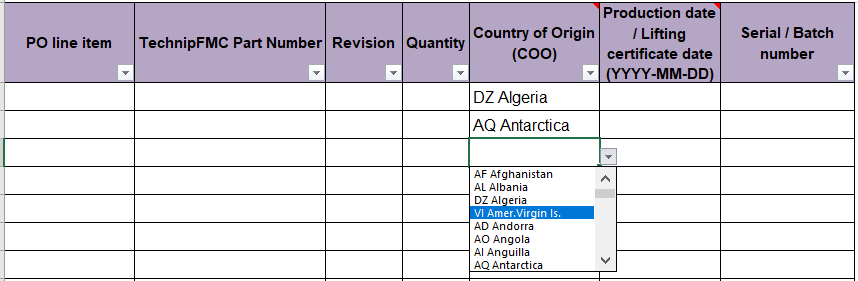 PO line item
TechnipFMC Part Number
Revision
Quantity
Country of Origin
(COO)
Production date
/ Lifting
certificate date
(YYYY-MM-DD)
Serial / Batch
number
DZ Algeria
AQ Antarctica
AF Afghanistan
AL Albania
DZ Algeria
VI Amer.Virgin Is.
AD Andorra
AO Angola
AI Anguilla
AQ Antarctica